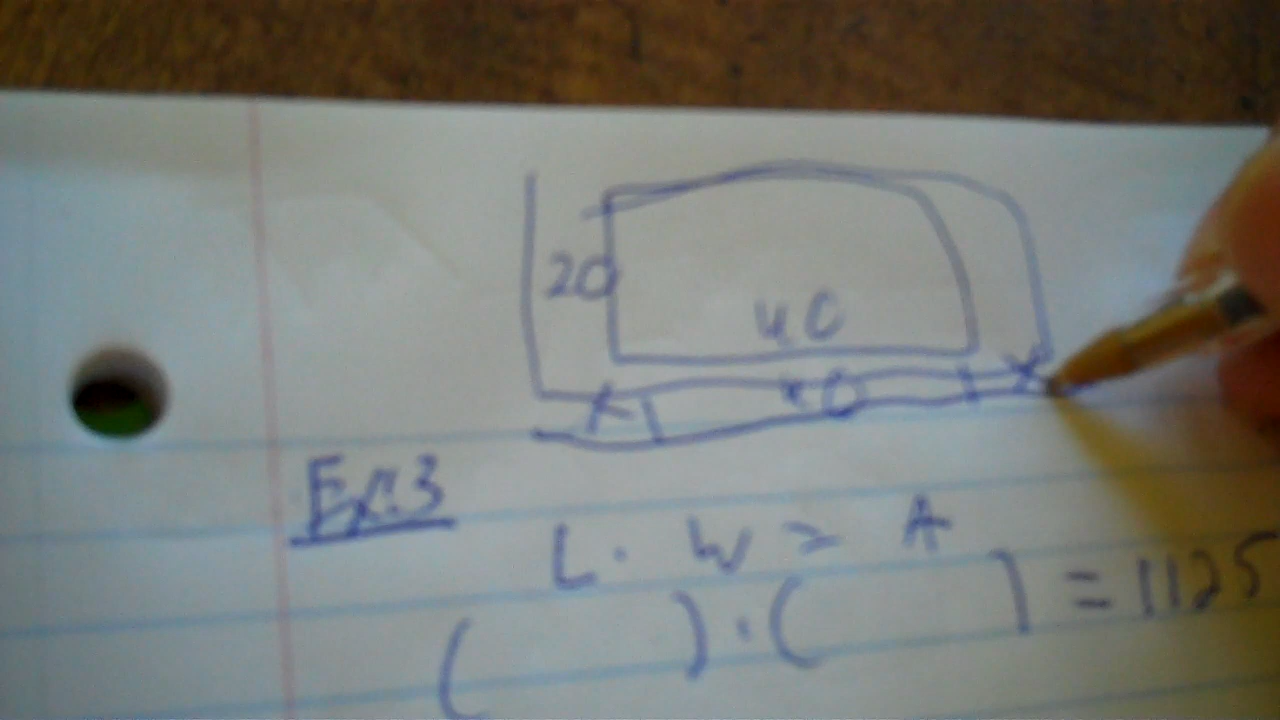 20
40
x 40 x
Ex.3
L · W = A
( ) · ( ) = 1125